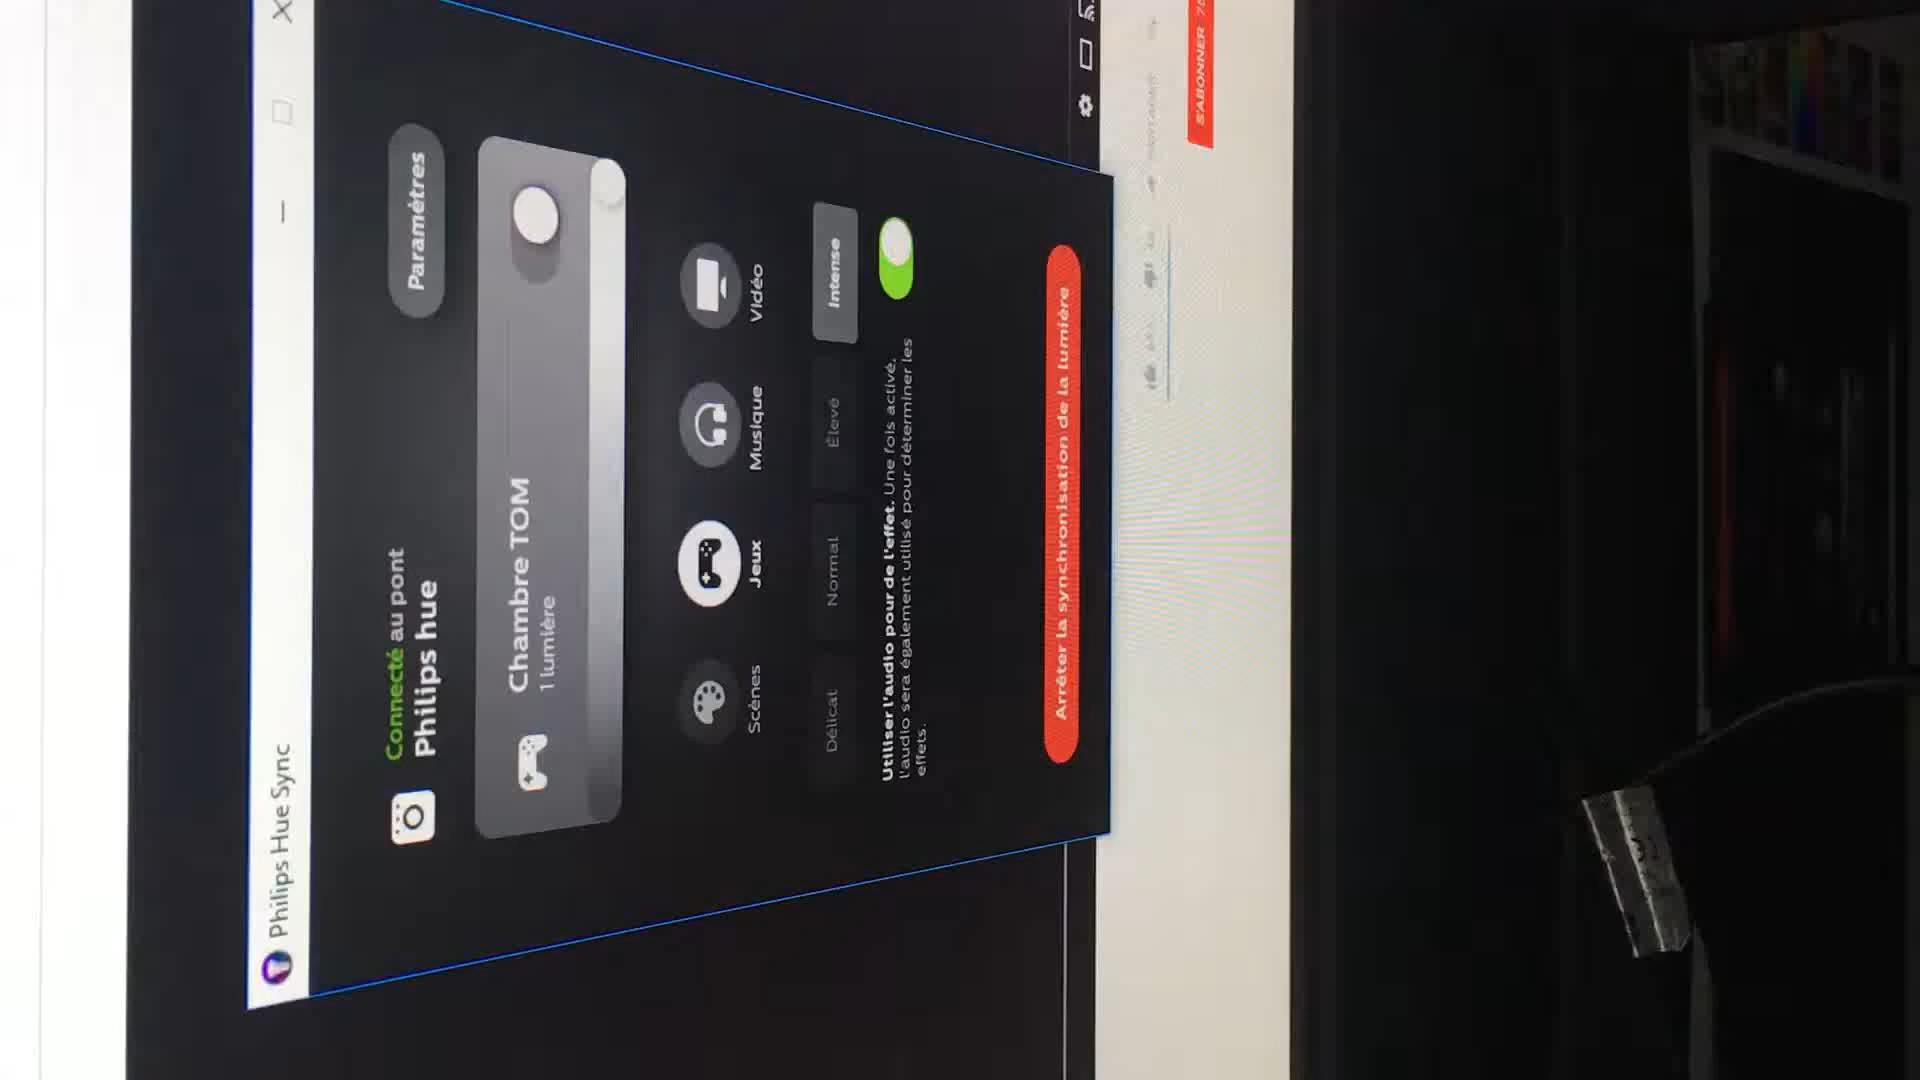 Philips Hue Sync
Connecté au pont
Philips hue
Paramètres
Chambre TOM
1 lumière
Scènes
Jeux
Musique
Vidéo
Délicat
Normal
Élevé
Intense
Utiliser l'audio pour de l'effet. Une fois activé,
l'audio sera également utilisé pour déterminer les
effets.
Arrêter la synchronisation de la lumière
S'ABONNER